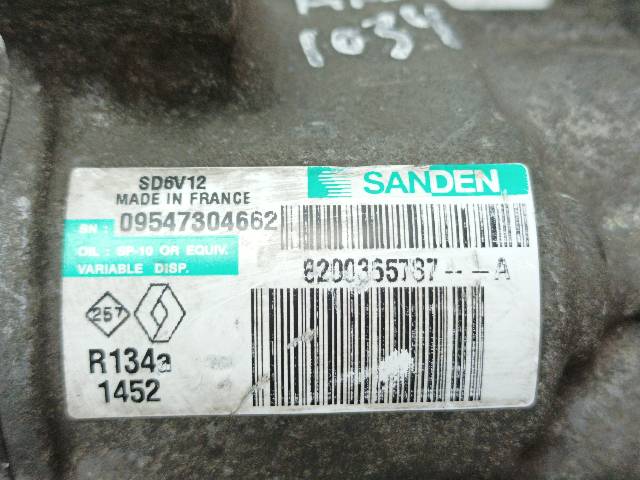 1034
SD6V12
MADE IN FRANCE
SANDEN
SN : 09547304662
OIL : SP-10 OR EQUIV.
VARIABLE DISP.
8200365787---A
257
R134a
1452